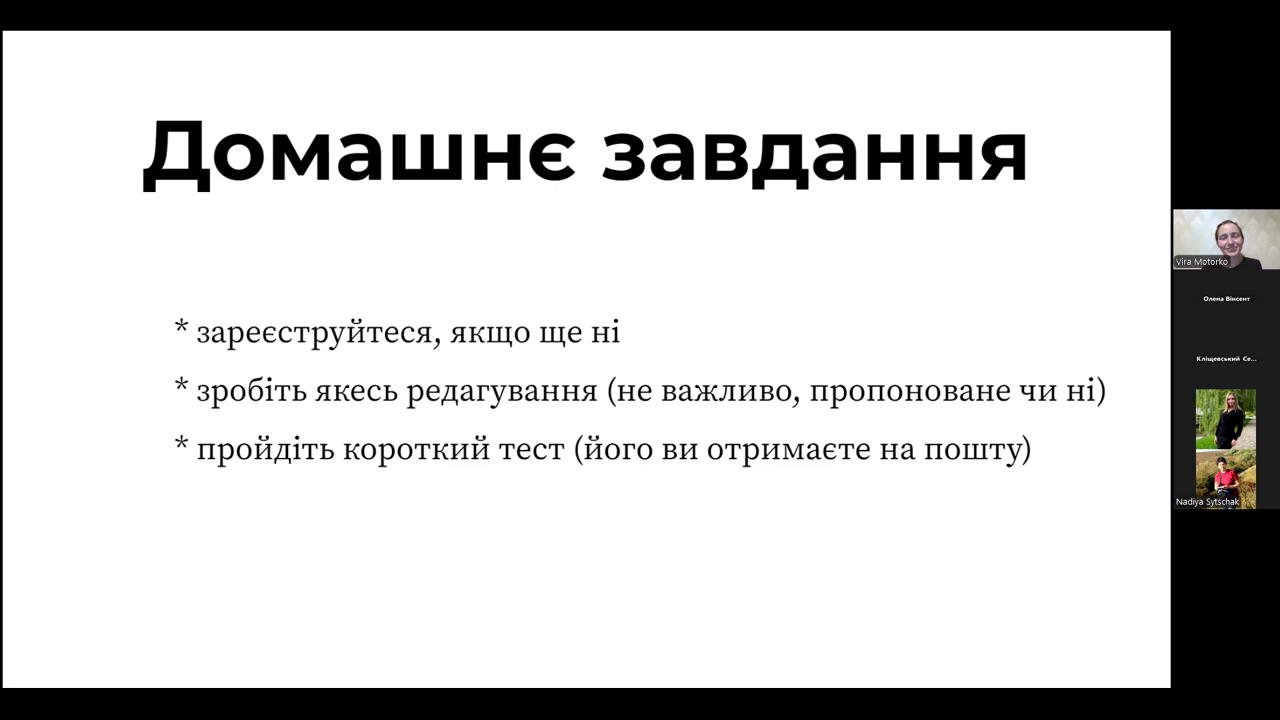 Домашнє завдання
* зареєструйтеся, якщо ще ні
* зробіть якесь редагування (не важливо, пропоноване чи ні)
* пройдіть короткий тест (його ви отримаєте на пошту)
Vira Motorko
Олена Вінсент
Кліщевський Се...
Nadiya Sytschak